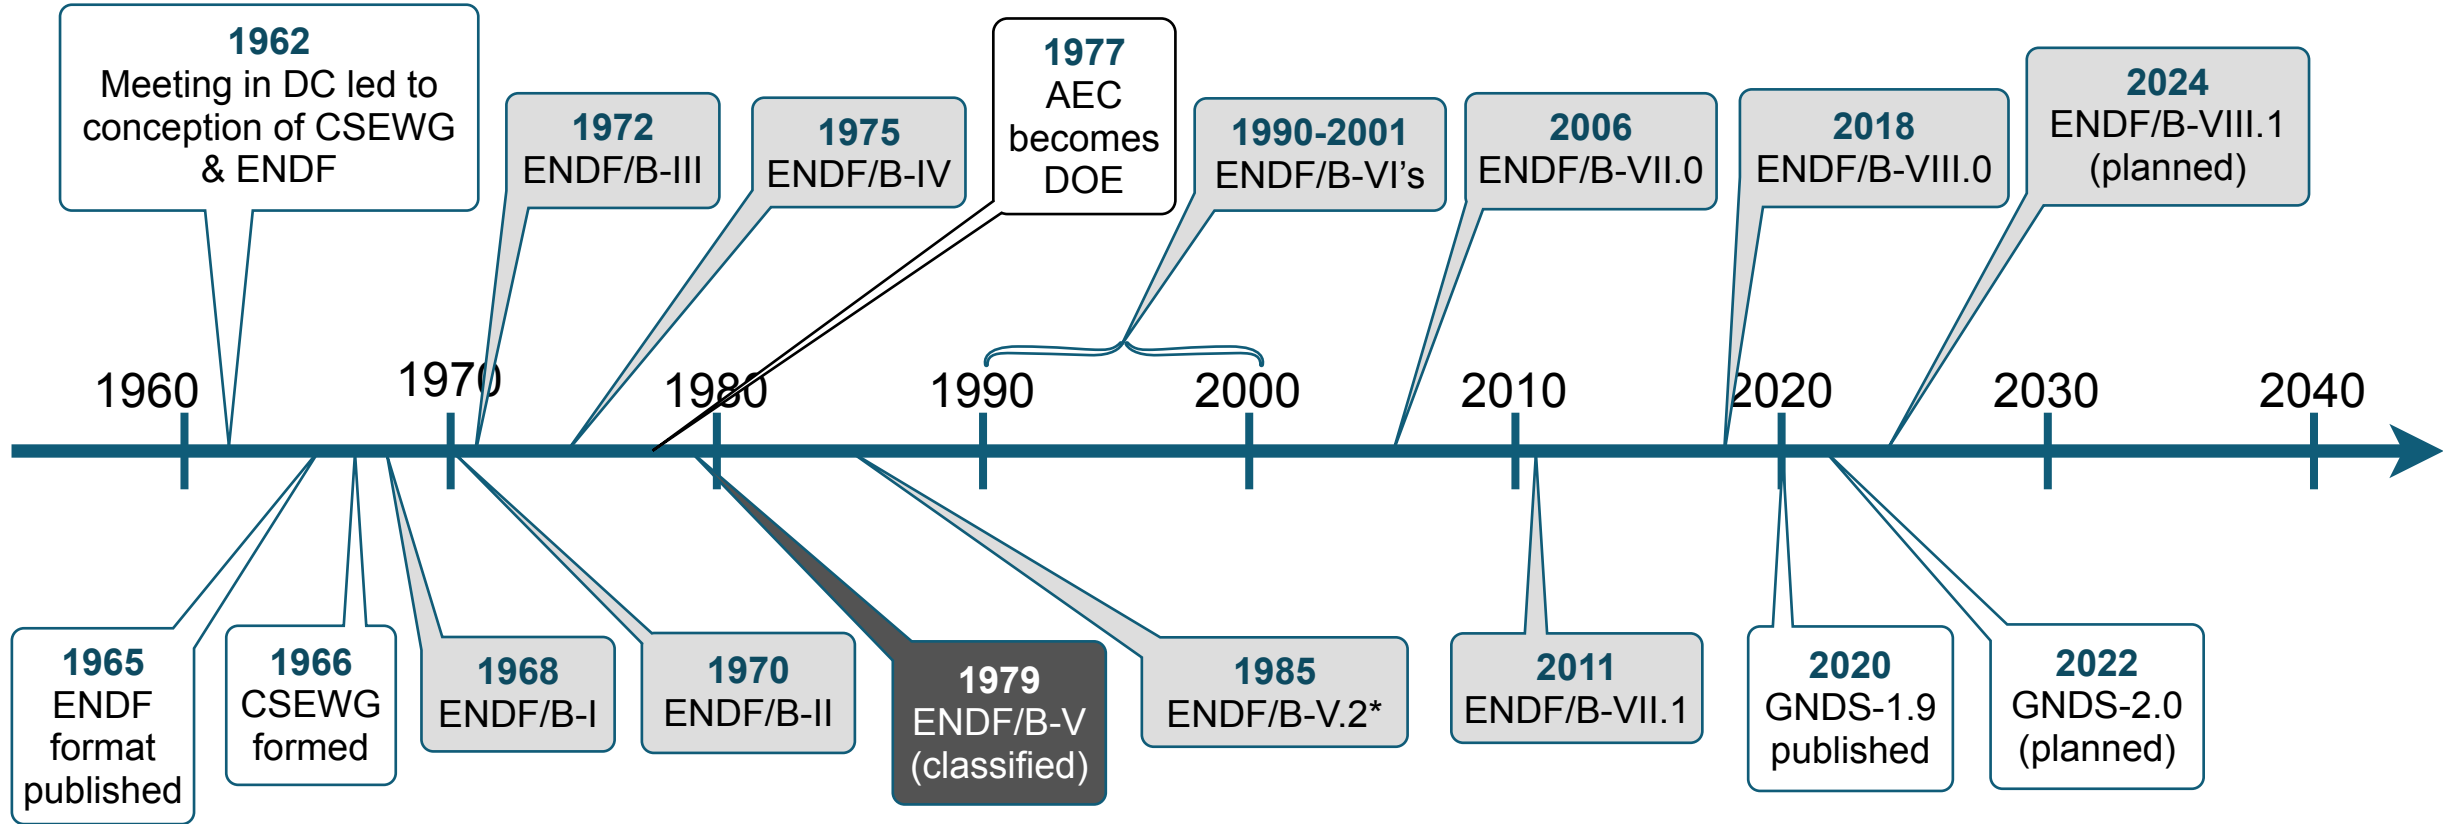 1962
Meeting in DC led to
conception of CSEWG
& ENDF
1972
ENDF/B-III
1975
ENDF/B-IV
1977
AEC
becomes
DOE
1990-2001
ENDF/B-VI's
2006
ENDF/B-VII.0
2018
ENDF/B-VIII.0
2024
ENDF/B-VIII.1
(planned)
1960
1970
1980
1990
2000
2010
2020
2030
2040
1965
ENDF
format
published
1966
CSEWG
formed
1968
ENDF/B-I
1970
ENDF/B-II
1979
ENDF/B-V
(classified)
1985
ENDF/B-V.2*
2011
ENDF/B-VII.1
2020
GNDS-1.9
published
2022
GNDS-2.0
(planned)